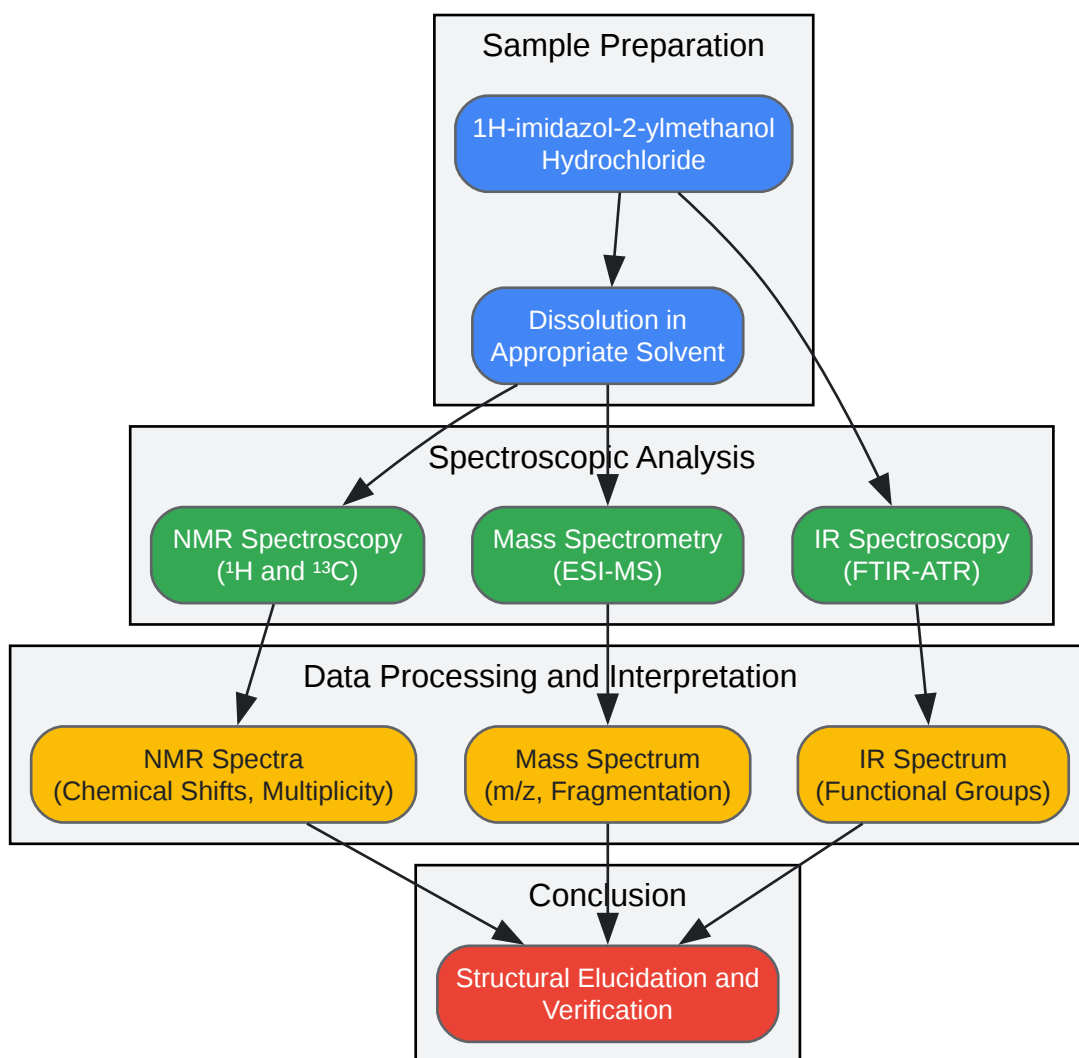 Sample Preparation
1H-imidazol-2-ylmethanol
Hydrochloride
Dissolution in
Appropriate Solvent
Spectroscopic Analysis
NMR Spectroscopy
(¹H and ¹³C)
Mass Spectrometry
(ESI-MS)
IR Spectroscopy
(FTIR-ATR)
Data Processing and Interpretation
NMR Spectra
(Chemical Shifts, Multiplicity)
Mass Spectrum
(m/z, Fragmentation)
IR Spectrum
(Functional Groups)
Conclusion
Structural Elucidation and
Verification